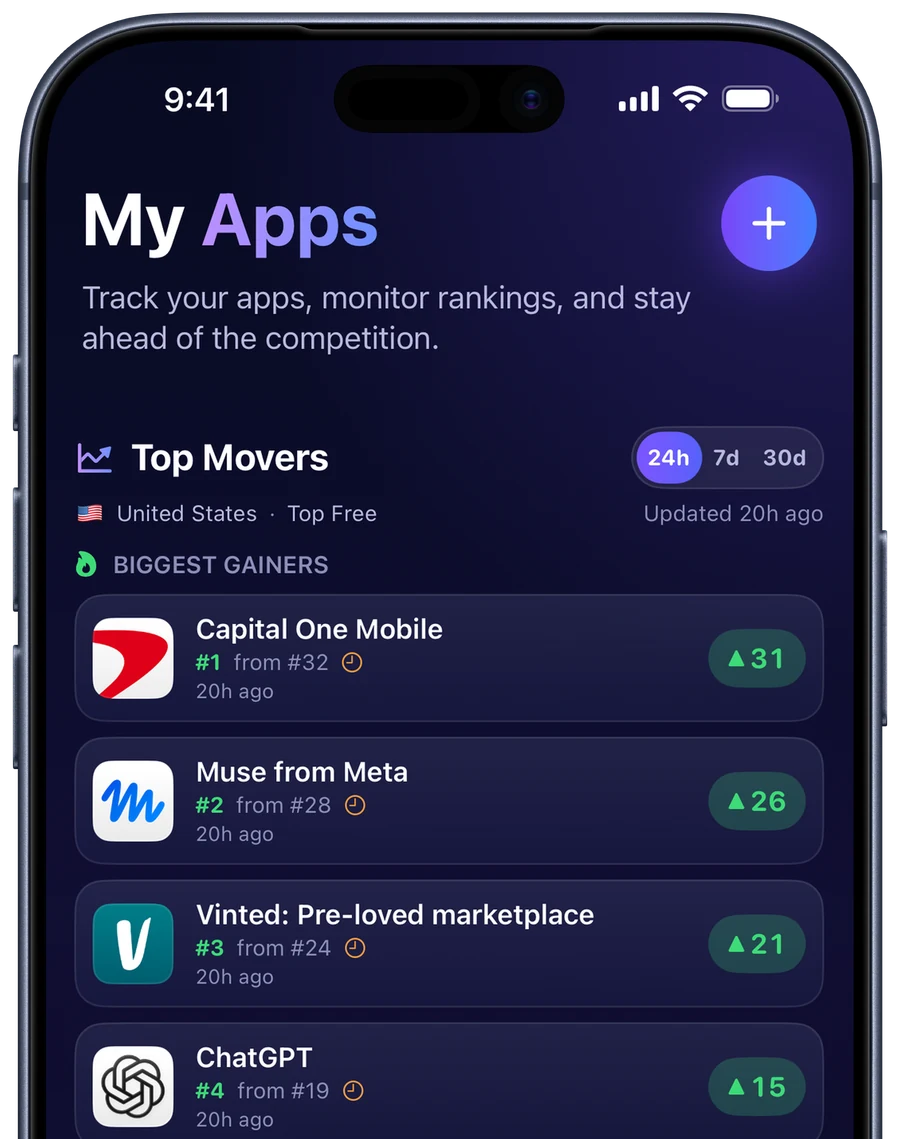 9:41
My Apps
Track your apps, monitor rankings, and stay
ahead of the competition.
Top Movers
24h 7d 30d
United States · Top Free
Updated 20h ago
BIGGEST GAINERS
Capital One Mobile
#1 from #32
20h ago
▲31
Muse from Meta
#2 from #28
20h ago
▲26
Vinted: Pre-loved marketplace
#3 from #24
20h ago
▲21
ChatGPT
#4 from #19
20h ago
▲15